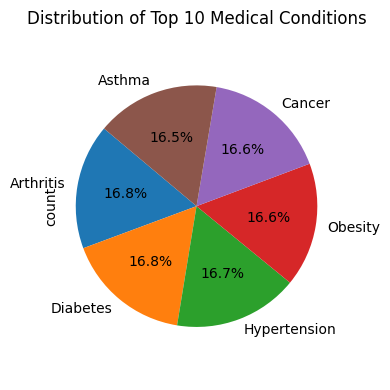 Distribution of Top 10 Medical Conditions
Asthma
Cancer
16.5%
16.6%
Arthritis
16.8%
count
16.6%
Obesity
16.8%
16.7%
Diabetes
Hypertension